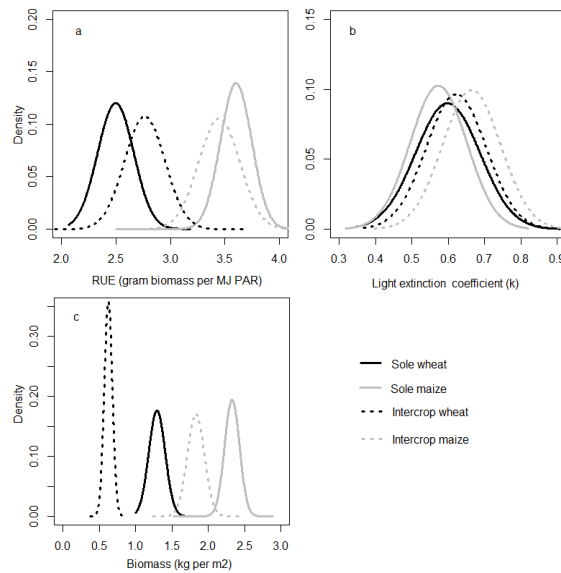 a
0.20
0.15
0.10
0.05
0.00
Density
2.0 2.5 3.0 3.5 4.0
RUE (gram biomass per MJ PAR)
b
0.15
0.10
0.05
0.00
0.3 0.4 0.5 0.6 0.7 0.8 0.9
Light extinction coefficient (k)
c
0.30
0.20
0.10
0.00
Density
0.0 0.5 1.0 1.5 2.0 2.5 3.0
Biomass (kg per m2)
Sole wheat
Sole maize
Intercrop wheat
Intercrop maize